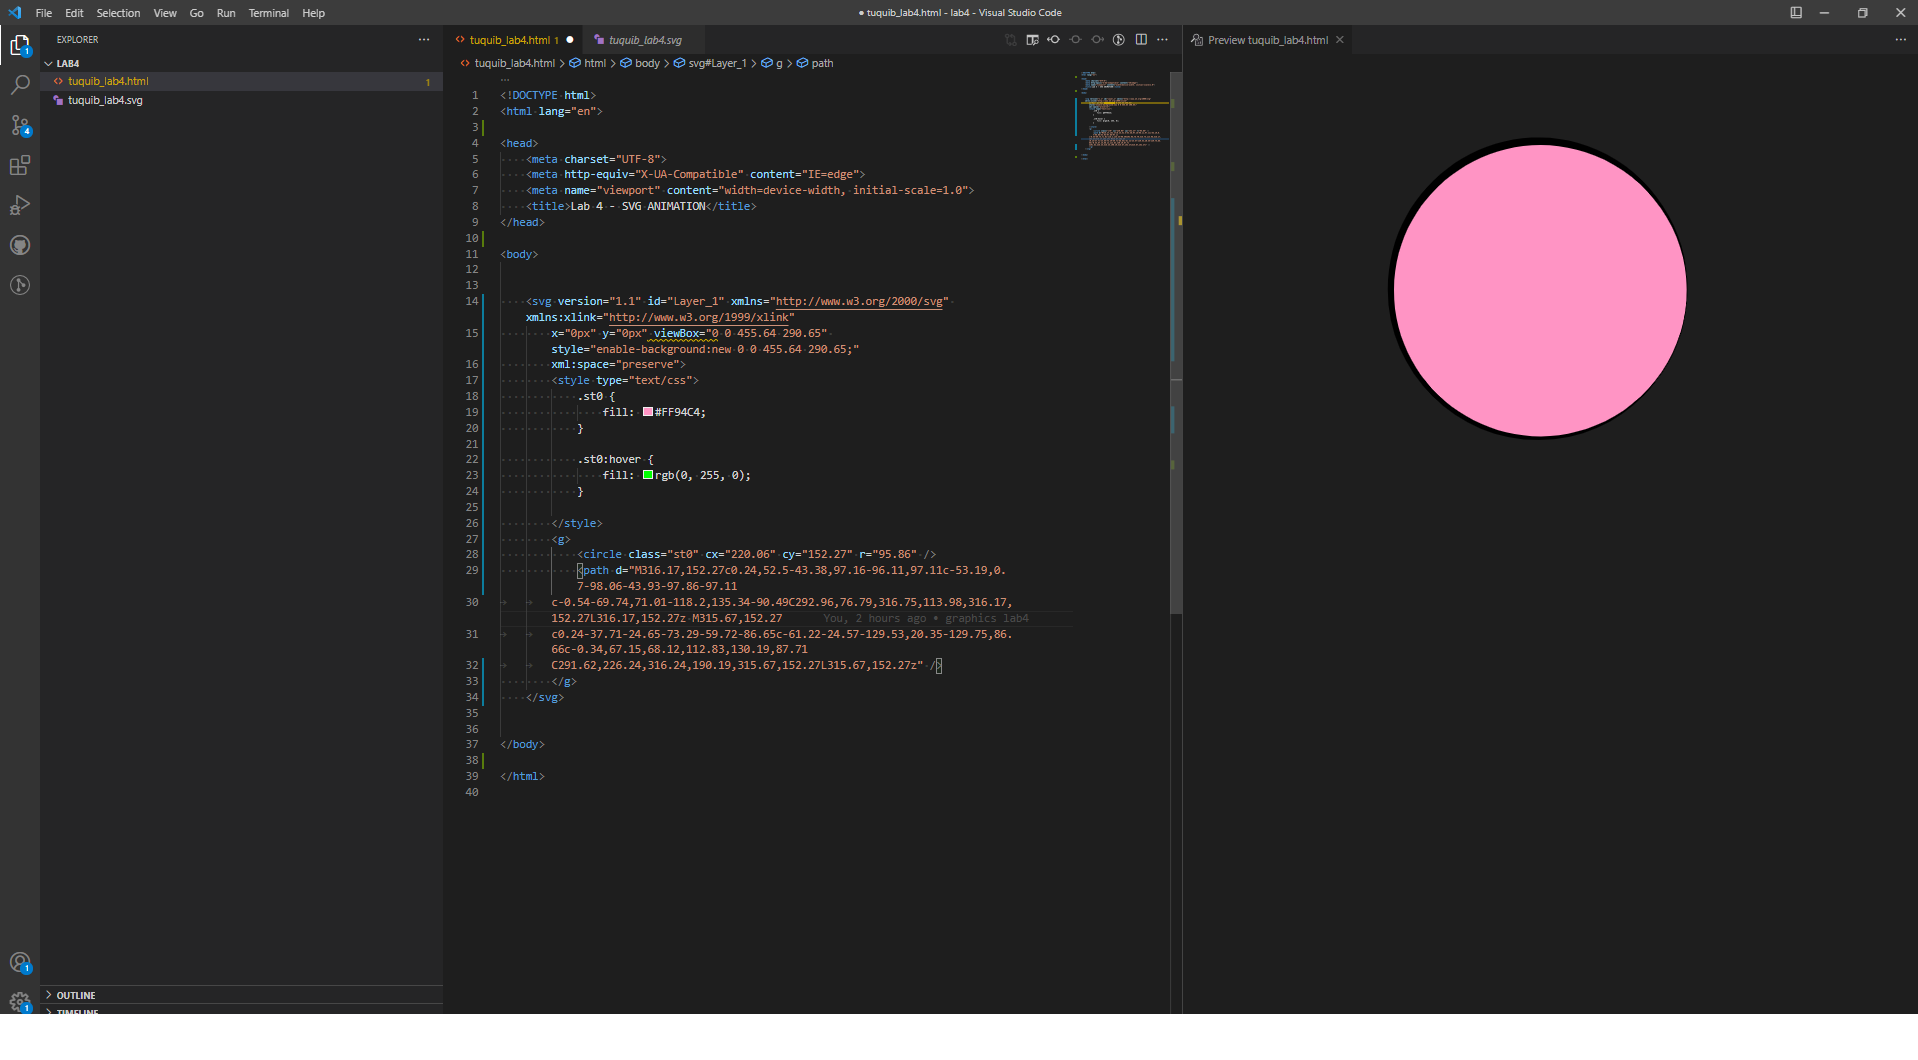 File Edit Selection View Go Run Terminal Help
● tuquib_lab4.html - lab4 - Visual Studio Code
EXPLORER
LAB4
tuquib_lab4.html 1
tuquib_lab4.svg
OUTLINE
TIMELINE
1
4
1
1
tuquib_lab4.html 1 ●
tuquib_lab4.svg
tuquib_lab4.html > html > body > svg#Layer_1 > g > path
1 <!DOCTYPE html>
2 <html lang="en">
3
4 <head>
5 <meta charset="UTF-8">
6 <meta http-equiv="X-UA-Compatible" content="IE=edge">
7 <meta name="viewport" content="width=device-width, initial-scale=1.0">
8 <title>Lab 4 - SVG ANIMATION</title>
9 </head>
10
11 <body>
12
13
14 <svg version="1.1" id="Layer_1" xmlns="http://www.w3.org/2000/svg"
xmlns:xlink="http://www.w3.org/1999/xlink"
15 x="0px" y="0px" viewBox="0 0 455.64 290.65"
style="enable-background:new 0 0 455.64 290.65;"
16 xml:space="preserve">
17 <style type="text/css">
18 .st0 {
19 fill: #FF94C4;
20 }
21
22 .st0:hover {
23 fill: rgb(0, 255, 0);
24 }
25
26 </style>
27 <g>
28 <circle class="st0" cx="220.06" cy="152.27" r="95.86" />
29 <path d="M316.17,152.27c0.24,52.5-43.38,97.16-96.11,97.11c-53.19,0.
7-98.06-43.93-97.86-97.11
30 c-0.54-69.74,71.01-118.2,135.34-90.49C292.96,76.79,316.75,113.98,316.17,
152.27L316.17,152.27z M315.67,152.27 You, 2 hours ago • graphics lab4
31 c0.24-37.71-24.65-73.29-59.72-86.65c-61.22-24.57-129.53,20.35-129.75,86.
66c-0.34,67.15,68.12,112.83,130.19,87.71
32 C291.62,226.24,316.24,190.19,315.67,152.27L315.67,152.27z" />
33 </g>
34 </svg>
35
36
37 </body>
38
39 </html>
40
Preview tuquib_lab4.html